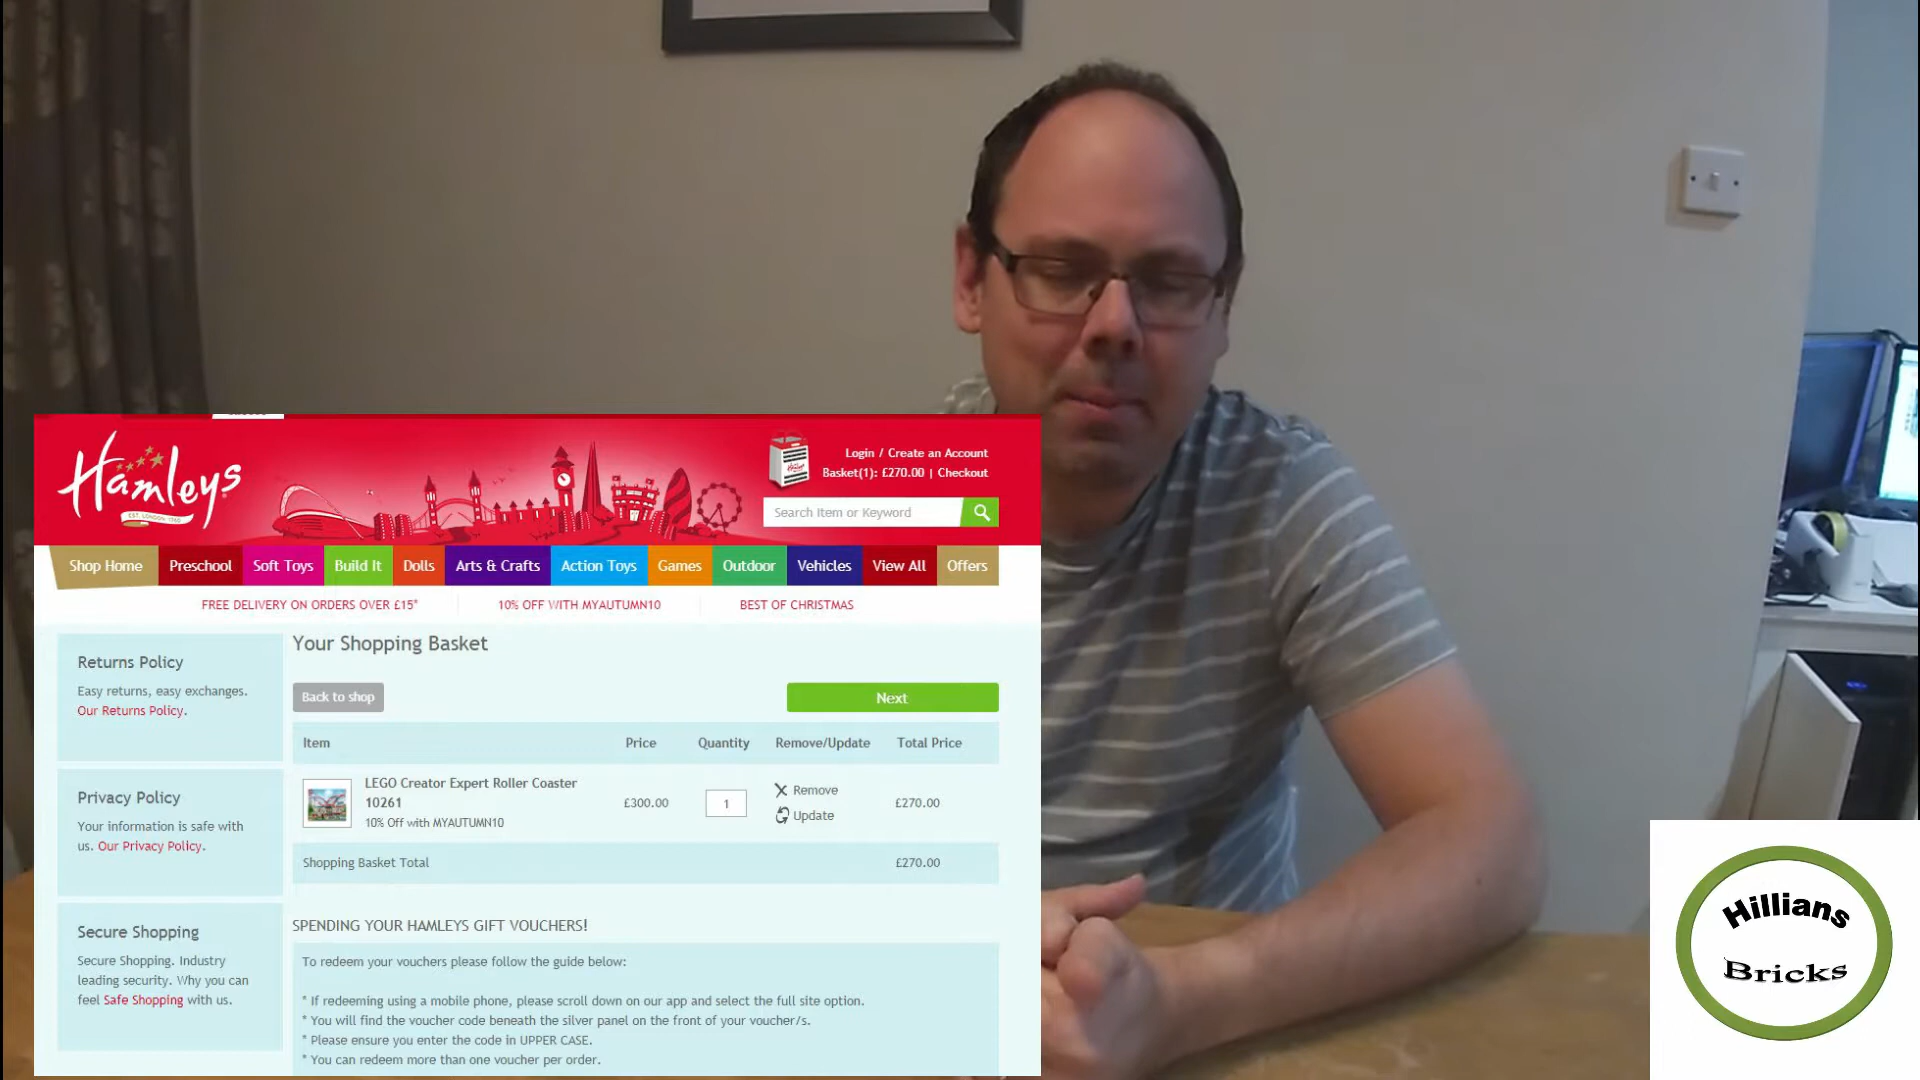 Hamleys
EST. LONDON 1760
Login / Create an Account
Basket(1): £270.00 | Checkout
Search Item or Keyword
Shop Home Preschool Soft Toys Build It Dolls Arts & Crafts Action Toys Games Outdoor Vehicles View All Offers
FREE DELIVERY ON ORDERS OVER £15* 10% OFF WITH MYAUTUMN10 BEST OF CHRISTMAS
Returns Policy
Easy returns, easy exchanges.
Our Returns Policy.
Privacy Policy
Your information is safe with
us. Our Privacy Policy.
Secure Shopping
Secure Shopping. Industry
leading security. Why you can
feel Safe Shopping with us.
Your Shopping Basket
Back to shop Next
Item Price Quantity Remove/Update Total Price
LEGO Creator Expert Roller Coaster
10261
10% Off with MYAUTUMN10
£300.00 1 Remove £270.00
Update
Shopping Basket Total £270.00
SPENDING YOUR HAMLEYS GIFT VOUCHERS!
To redeem your vouchers please follow the guide below:
* If redeeming using a mobile phone, please scroll down on our app and select the full site option.
* You will find the voucher code beneath the silver panel on the front of your voucher/s.
* Please ensure you enter the code in UPPER CASE.
* You can redeem more than one voucher per order.
Hillians
Bricks